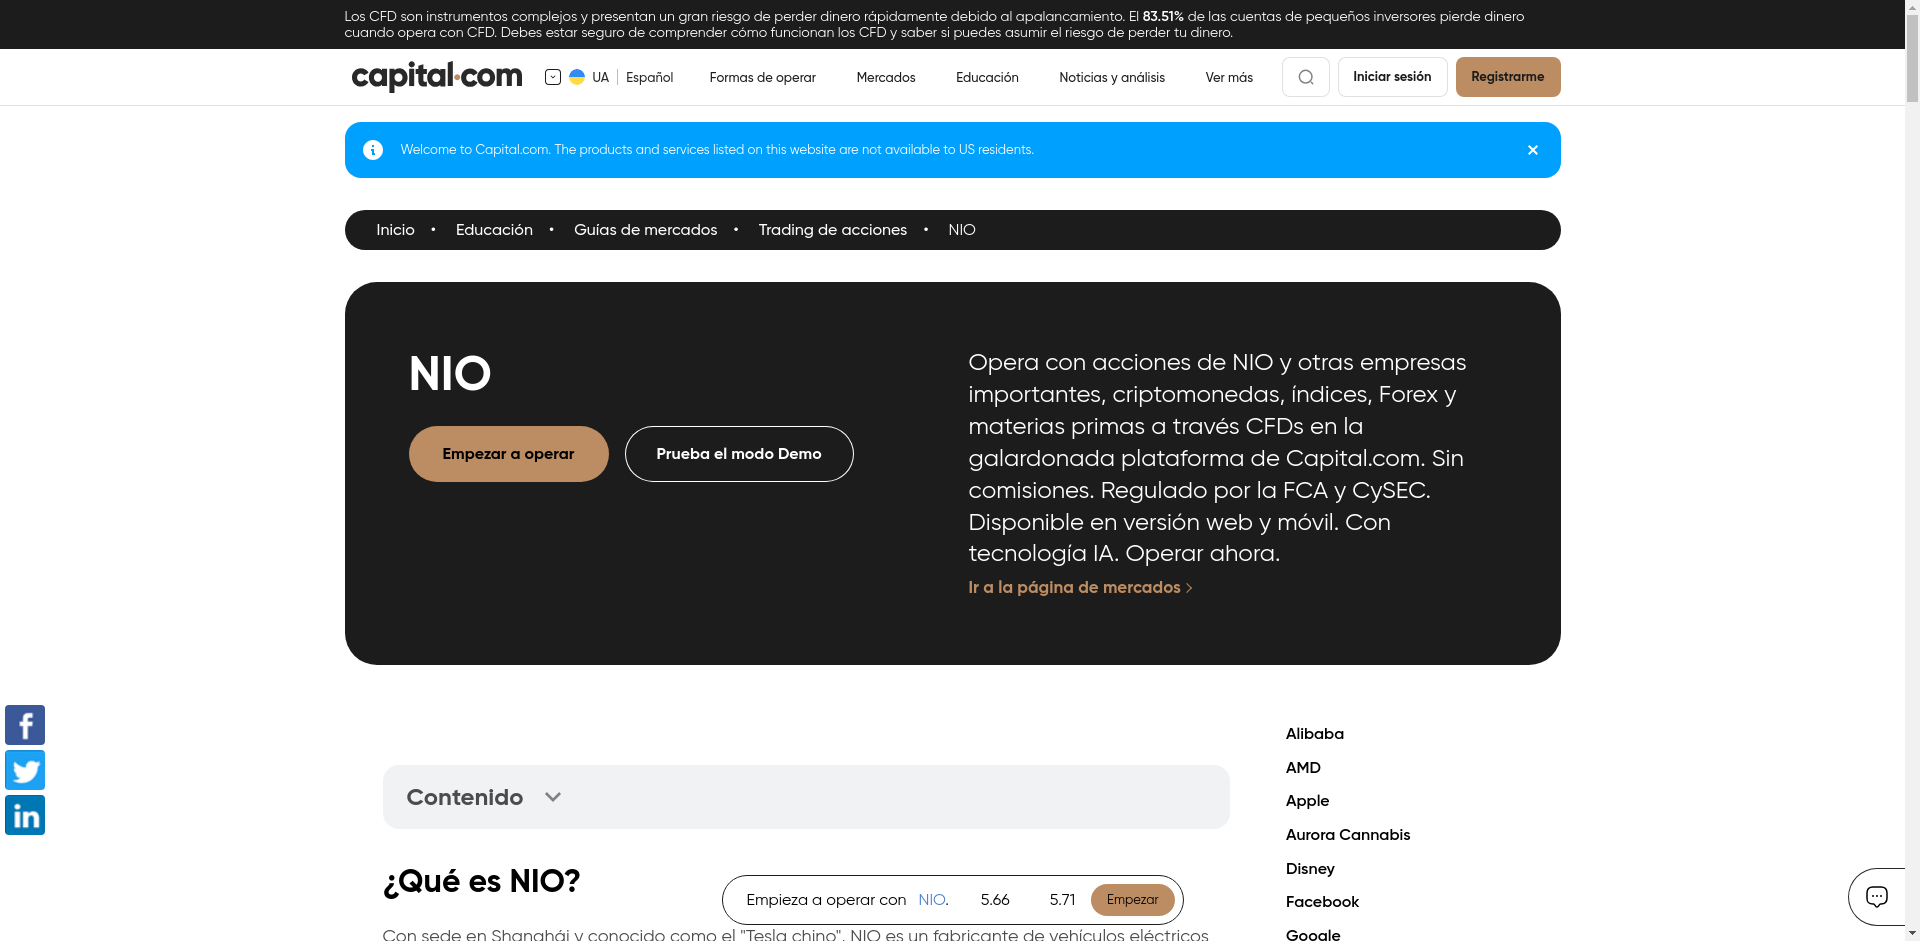 Los CFD son instrumentos complejos y presentan un gran riesgo de perder dinero rápidamente debido al apalancamiento. El 83.51% de las cuentas de pequeños inversores pierde dinero
cuando opera con CFD. Debes estar seguro de comprender cómo funcionan los CFD y saber si puedes asumir el riesgo de perder tu dinero.
capital.com UA Español Formas de operar Mercados Educación Noticias y análisis Ver más Iniciar sesión Registrarme
Welcome to Capital.com. The products and services listed on this website are not available to US residents.
Inicio • Educación • Guías de mercados • Trading de acciones • NIO
NIO
Empezar a operar Prueba el modo Demo
Opera con acciones de NIO y otras empresas
importantes, criptomonedas, índices, Forex y
materias primas a través CFDs en la
galardonada plataforma de Capital.com. Sin
comisiones. Regulado por la FCA y CySEC.
Disponible en versión web y móvil. Con
tecnología IA. Operar ahora.
Ir a la página de mercados
Contenido
¿Qué es NIO?
Con sede en Shanghái y conocido como el "Tesla chino", NIO es un fabricante de vehículos eléctricos
Empieza a operar con NIO. 5.66 5.71 Empezar
Alibaba
AMD
Apple
Aurora Cannabis
Disney
Facebook
Google